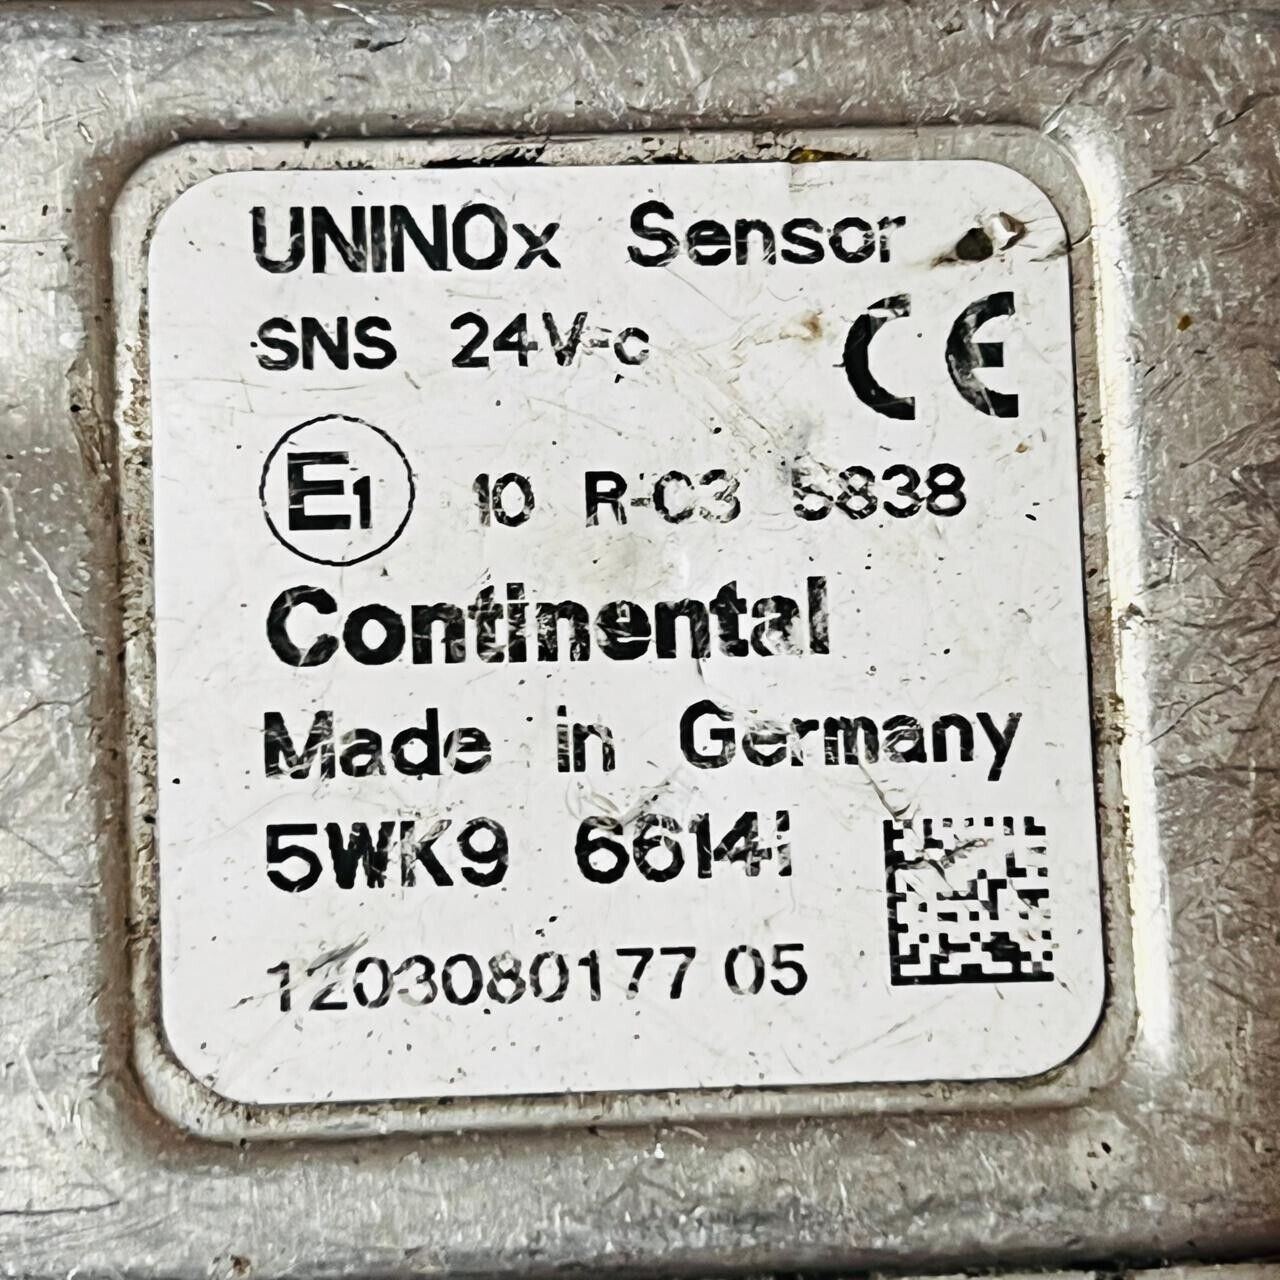 UNINOx Sensor
SNS 24V-c
CE
E1 10 R-03 5838
Continental
Made in Germany
5WK9 6614I
1203080177 05